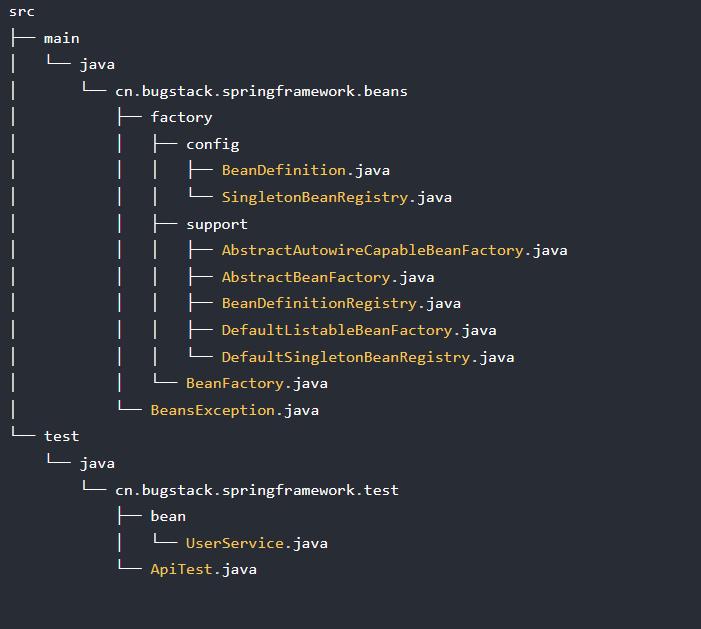 src
├── main
│   └── java
│       └── cn.bugstack.springframework.beans
│           ├── factory
│           │   ├── config
│           │   │   ├── BeanDefinition.java
│           │   │   └── SingletonBeanRegistry.java
│           │   ├── support
│           │   │   ├── AbstractAutowireCapableBeanFactory.java
│           │   │   ├── AbstractBeanFactory.java
│           │   │   ├── BeanDefinitionRegistry.java
│           │   │   ├── DefaultListableBeanFactory.java
│           │   │   └── DefaultSingletonBeanRegistry.java
│           │   └── BeanFactory.java
│           └── BeansException.java
└── test
    └── java
        └── cn.bugstack.springframework.test
            ├── bean
            │   └── UserService.java
            └── ApiTest.java